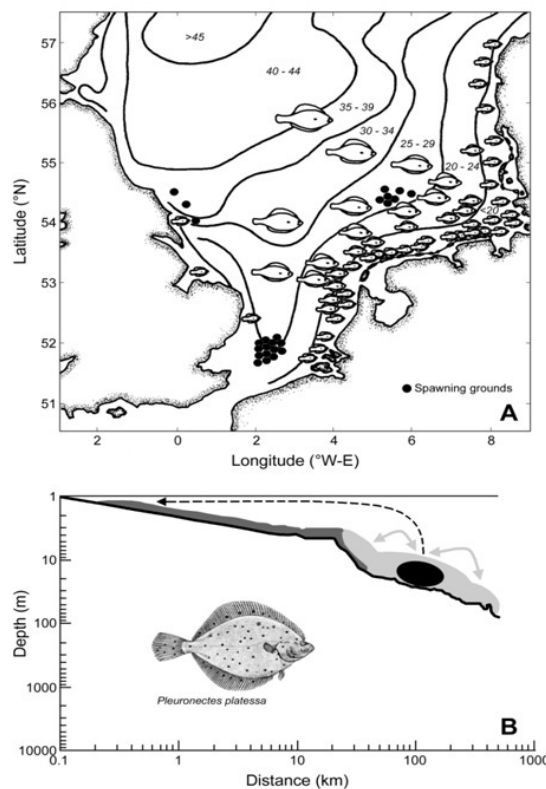 57
>45
40 - 44
56
35 - 39
30 - 34
55
25 - 29
20 - 24
<20
54
53
52
51
Latitude (°N)
Spawning grounds
A
2 0 2 4 6 8
Longitude (°W-E)
1
10
100
1000
10000
Depth (m)
Pleuronectes platessa
B
0.1 1 10 100 1000
Distance (km)